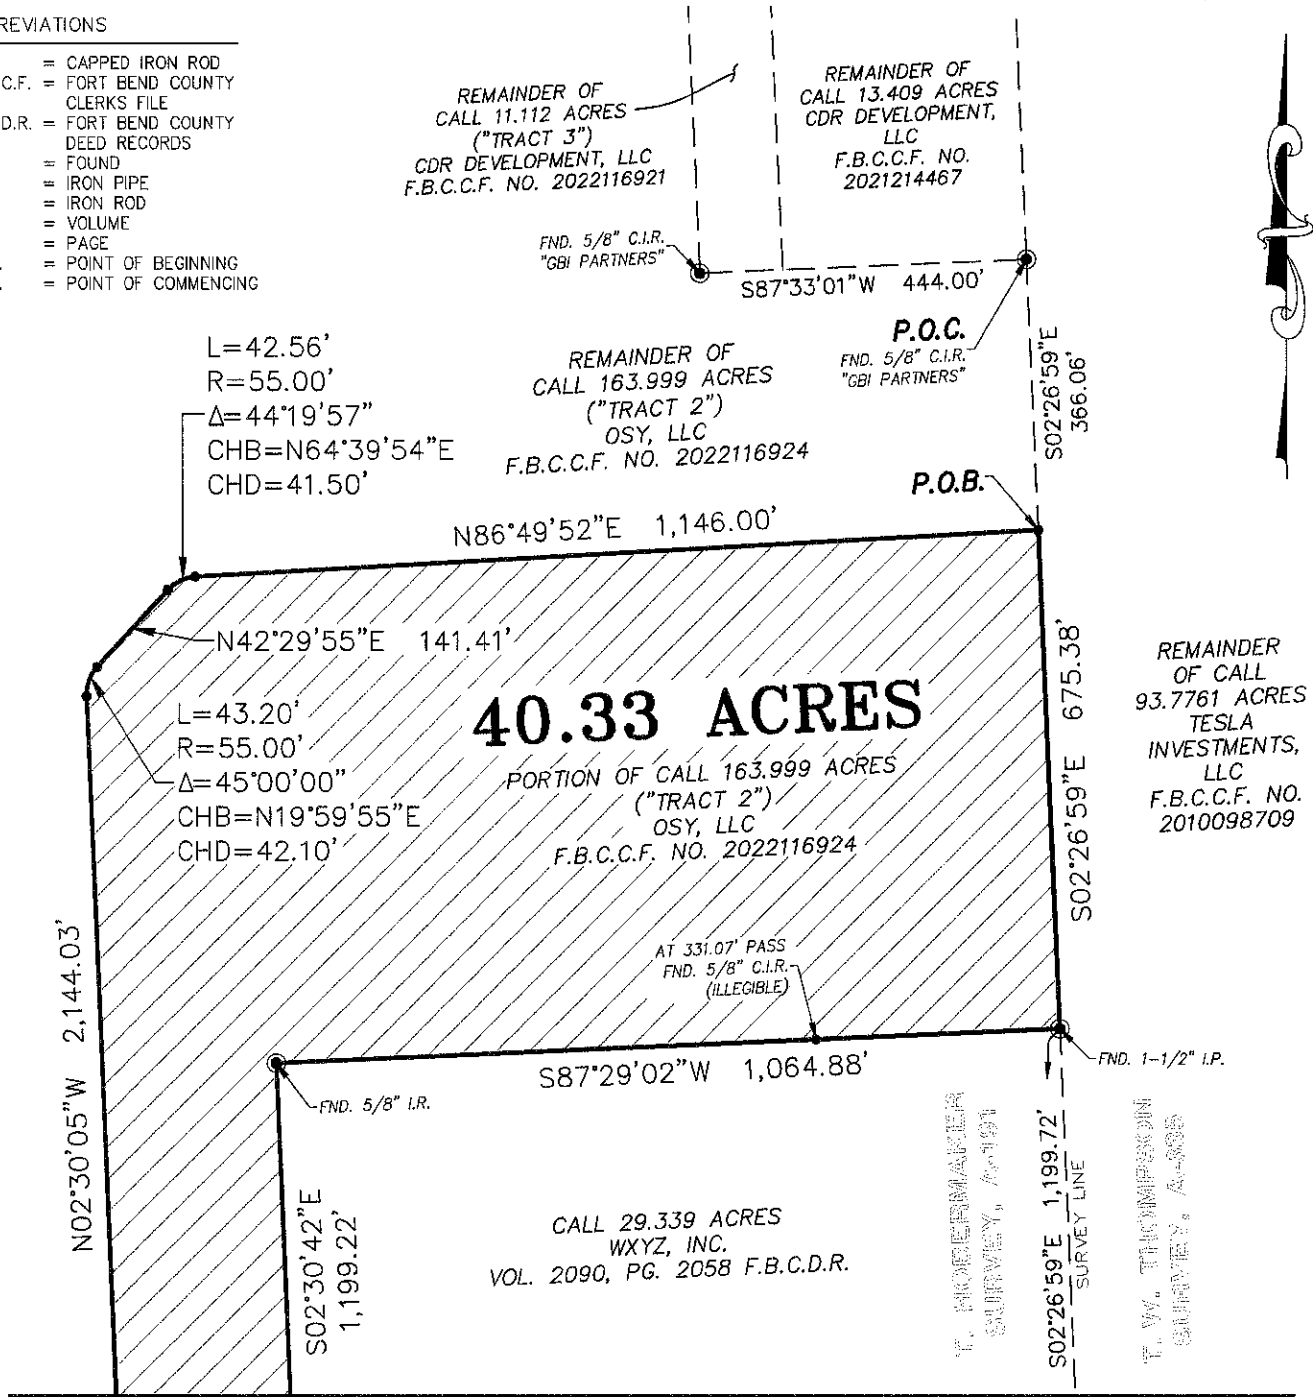 REVIATIONS
= CAPPED IRON ROD
C.F. = FORT BEND COUNTY
CLERKS FILE
D.R. = FORT BEND COUNTY
DEED RECORDS
= FOUND
= IRON PIPE
= IRON ROD
= VOLUME
= PAGE
. = POINT OF BEGINNING
. = POINT OF COMMENCING
REMAINDER OF
CALL 11.112 ACRES
("TRACT 3")
CDR DEVELOPMENT, LLC
F.B.C.C.F. NO. 2022116921
REMAINDER OF
CALL 13.409 ACRES
CDR DEVELOPMENT,
LLC
F.B.C.C.F. NO.
2021214467
FND. 5/8" C.I.R.
"GBI PARTNERS"
S87°33'01"W 444.00'
P.O.C.
FND. 5/8" C.I.R.
"GBI PARTNERS"
S02°26'59"E
366.06'
L=42.56'
R=55.00'
Δ=44°19'57"
CHB=N64°39'54"E
CHD=41.50'
REMAINDER OF
CALL 163.999 ACRES
("TRACT 2")
OSY, LLC
F.B.C.C.F. NO. 2022116924
P.O.B.
N86°49'52"E 1,146.00'
N42°29'55"E 141.41'
L=43.20'
R=55.00'
Δ=45°00'00"
CHB=N19°59'55"E
CHD=42.10'
40.33 ACRES
PORTION OF CALL 163.999 ACRES
("TRACT 2")
OSY, LLC
F.B.C.C.F. NO. 2022116924
S02°26'59"E 675.38'
REMAINDER
OF CALL
93.7761 ACRES
TESLA
INVESTMENTS,
LLC
F.B.C.C.F. NO.
2010098709
AT 331.07' PASS
FND. 5/8" C.I.R.
(ILLEGIBLE)
N02°30'05"W 2,144.03'
S87°29'02"W 1,064.88'
FND. 1-1/2" I.P.
FND. 5/8" I.R.
S02°30'42"E
1,199.22'
CALL 29.339 ACRES
WXYZ, INC.
VOL. 2090, PG. 2058 F.B.C.D.R.
T. HOBERMAKER
SURVEY, A-191
S02°26'59"E 1,199.72'
SURVEY LINE
T. W. THOMPSON
SURVEY,